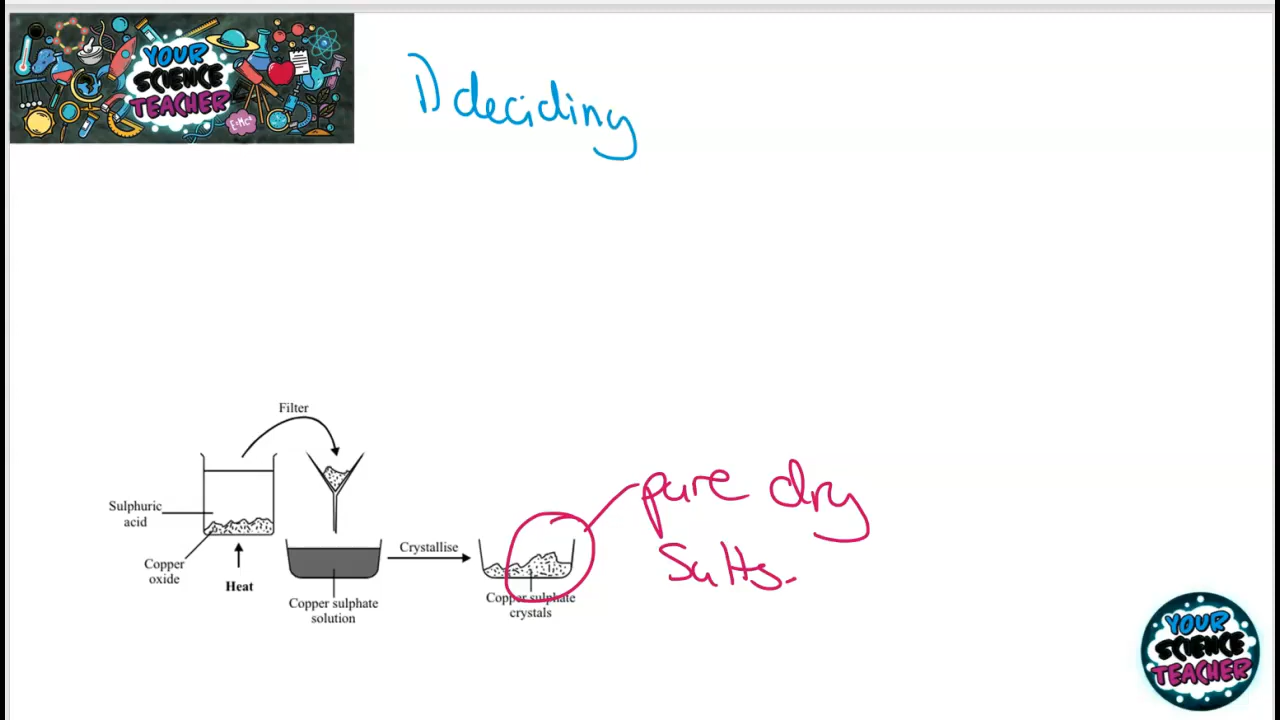 YOUR
SCIENCE
TEACHER
E=MC²
1) deciding
Filter
Sulphuric
acid
Copper
oxide
Heat
Copper sulphate
solution
Crystallise
Copper sulphate
crystals
pure dry
Salts.
YOUR
SCIENCE
TEACHER